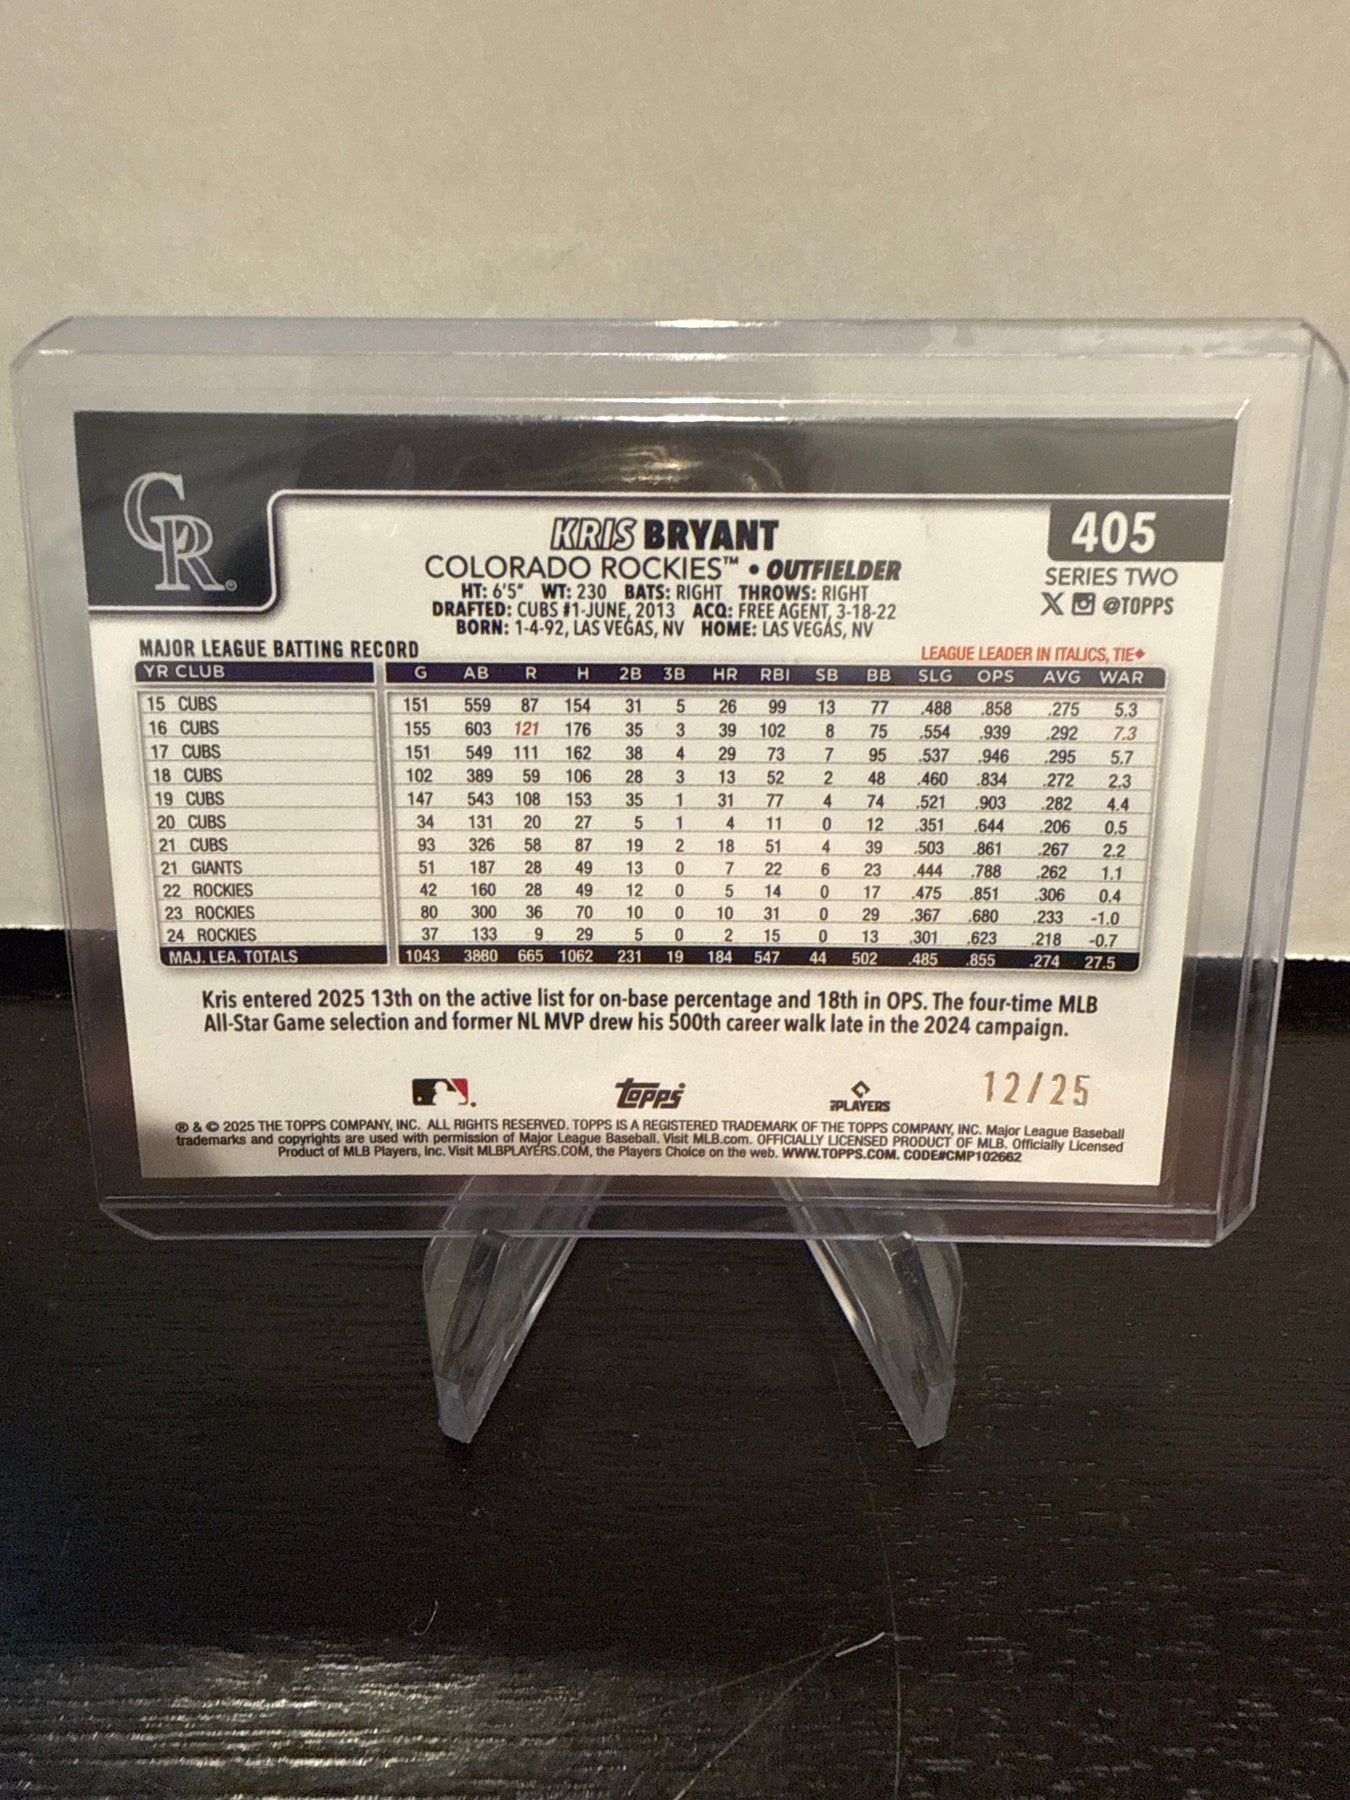 CR®
KRIS BRYANT
405
COLORADO ROCKIES™ • OUTFIELDER
SERIES TWO
HT: 6'5" WT: 230 BATS: RIGHT THROWS: RIGHT
X @TOPPS
DRAFTED: CUBS #1-JUNE, 2013 ACQ: FREE AGENT, 3-18-22
BORN: 1-4-92, LAS VEGAS, NV HOME: LAS VEGAS, NV
MAJOR LEAGUE BATTING RECORD
LEAGUE LEADER IN ITALICS, TIE♦
YR CLUB G AB R H 2B 3B HR RBI SB BB SLG OPS AVG WAR
15 CUBS 151 559 87 154 31 5 26 99 13 77 .488 .858 .275 5.3
16 CUBS 155 603 121 176 35 3 39 102 8 75 .554 .939 .292 7.3
17 CUBS 151 549 111 162 38 4 29 73 7 95 .537 .946 .295 5.7
18 CUBS 102 389 59 106 28 3 13 52 2 48 .460 .834 .272 2.3
19 CUBS 147 543 108 153 35 1 31 77 4 74 .521 .903 .282 4.4
20 CUBS 34 131 20 27 5 1 4 11 0 12 .351 .644 .206 0.5
21 CUBS 93 326 58 87 19 2 18 51 4 39 .503 .861 .267 2.2
21 GIANTS 51 187 28 49 13 0 7 22 6 23 .444 .788 .262 1.1
22 ROCKIES 42 160 28 49 12 0 5 14 0 17 .475 .851 .306 0.4
23 ROCKIES 80 300 36 70 10 0 10 31 0 29 .367 .680 .233 -1.0
24 ROCKIES 37 133 9 29 5 0 2 15 0 13 .301 .623 .218 -0.7
MAJ. LEA. TOTALS 1043 3880 665 1062 231 19 184 547 44 502 .485 .855 .274 27.5
Kris entered 2025 13th on the active list for on-base percentage and 18th in OPS. The four-time MLB
All-Star Game selection and former NL MVP drew his 500th career walk late in the 2024 campaign.
12/25
Topps
PLAYERS
® & © 2025 THE TOPPS COMPANY, INC. ALL RIGHTS RESERVED. TOPPS IS A REGISTERED TRADEMARK OF THE TOPPS COMPANY, INC. Major League Baseball
trademarks and copyrights are used with permission of Major League Baseball. Visit MLB.com. OFFICIALLY LICENSED PRODUCT OF MLB. Officially Licensed
Product of MLB Players, Inc. Visit MLBPLAYERS.COM, the Players Choice on the web. WWW.TOPPS.COM. CODE#CMP102662